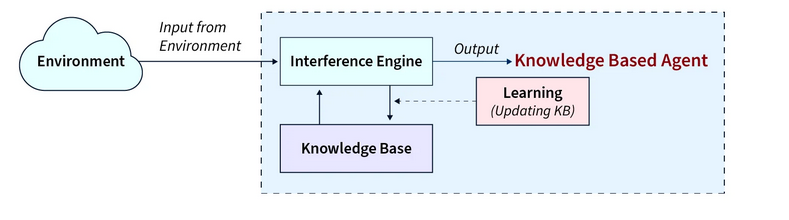 Input from
Environment
Environment
Interference Engine
Output
Knowledge Based Agent
Learning
(Updating KB)
Knowledge Base